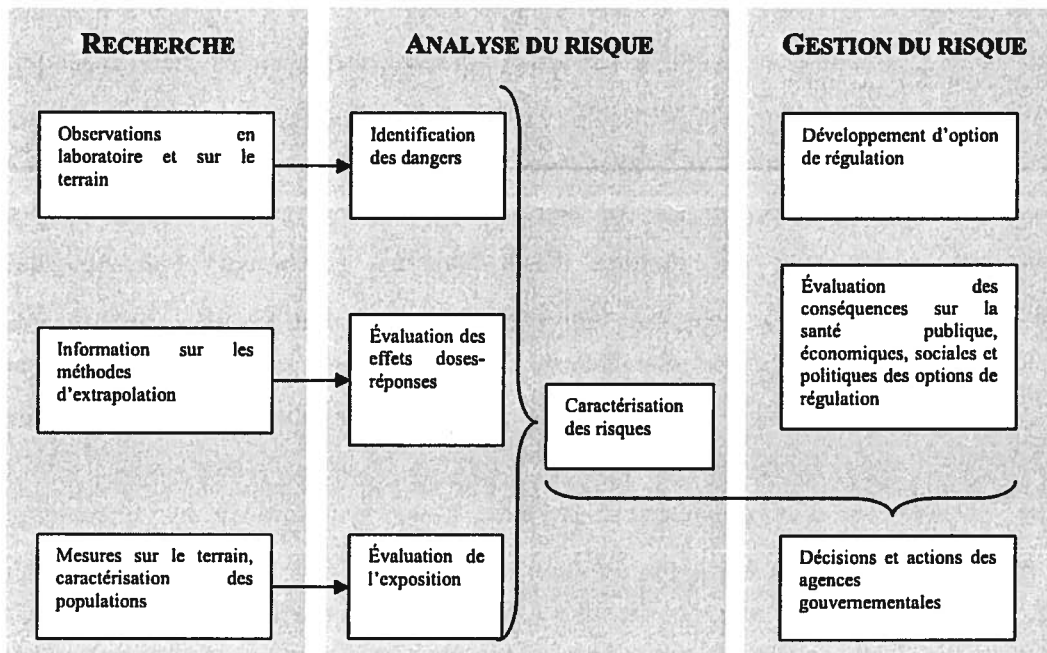 RECHERCHE
Observations en
laboratoire et sur le
terrain
Information sur les
méthodes
d'extrapolation
Mesures sur le terrain,
caractérisation des
populations
ANALYSE DU RISQUE
Identification
des dangers
Évaluation des
effets doses-
réponses
Évaluation de
l'exposition
Caractérisation
des risques
GESTION DU RISQUE
Développement d'option
de régulation
Évaluation des
conséquences sur la
santé publique,
économiques, sociales et
politiques des options de
régulation
Décisions et actions des
agences
gouvernementales